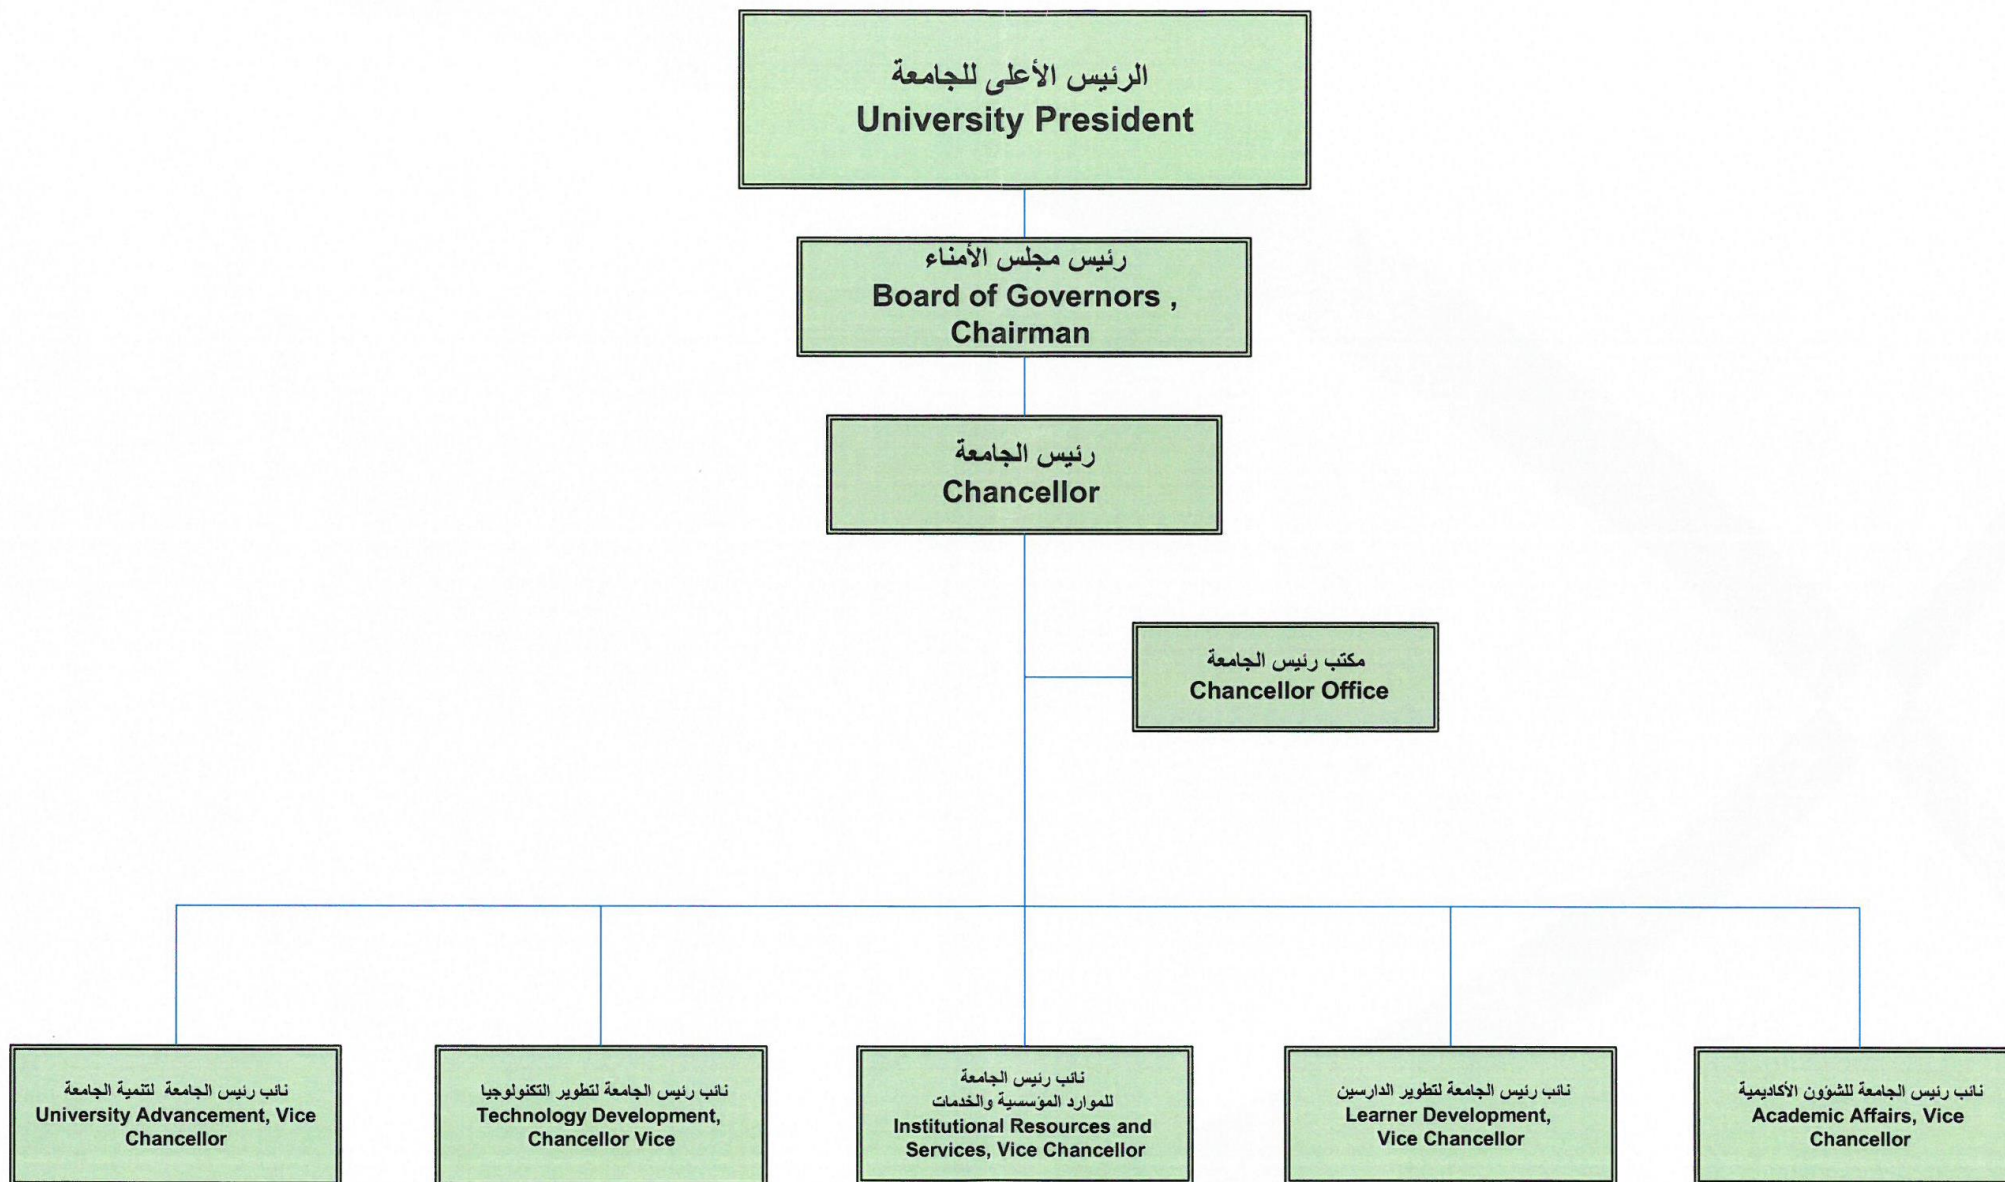 الرئيس الأعلى للجامعة
University President
رئيس مجلس الأمناء
Board of Governors ,
Chairman
رئيس الجامعة
Chancellor
مكتب رئيس الجامعة
Chancellor Office
نائب رئيس الجامعة لتنمية الجامعة
University Advancement, Vice
Chancellor
نائب رئيس الجامعة لتطوير التكنولوجيا
Technology Development,
Chancellor Vice
نائب رئيس الجامعة
للموارد المؤسسية والخدمات
Institutional Resources and
Services, Vice Chancellor
نائب رئيس الجامعة لتطوير الدارسين
Learner Development,
Vice Chancellor
نائب رئيس الجامعة للشؤون الأكاديمية
Academic Affairs, Vice
Chancellor